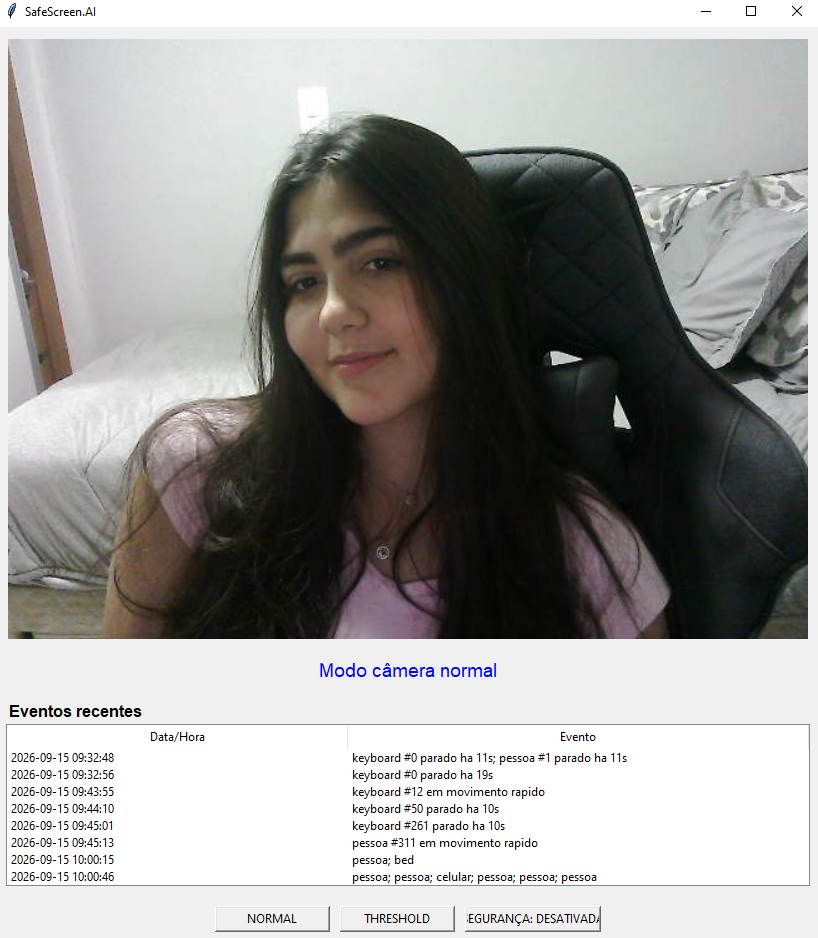 SafeScreen.AI
Modo câmera normal
Eventos recentes
Data/Hora Evento
2026-09-15 09:32:48 keyboard #0 parado ha 11s; pessoa #1 parado ha 11s
2026-09-15 09:32:56 keyboard #0 parado ha 19s
2026-09-15 09:43:55 keyboard #12 em movimento rapido
2026-09-15 09:44:10 keyboard #50 parado ha 10s
2026-09-15 09:45:01 keyboard #261 parado ha 10s
2026-09-15 09:45:13 pessoa #311 em movimento rapido
2026-09-15 10:00:15 pessoa; bed
2026-09-15 10:00:46 pessoa; pessoa; celular; pessoa; pessoa; pessoa
NORMAL THRESHOLD EGURANÇA: DESATIVADA